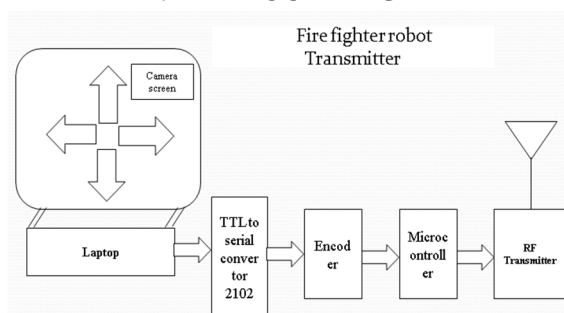 Fire fighter robot
Transmitter
Camera
screen
Laptop
TTL to
serial
conver
tor
2102
Encod
er
Microc
ontroll
er
RF
Transmitter